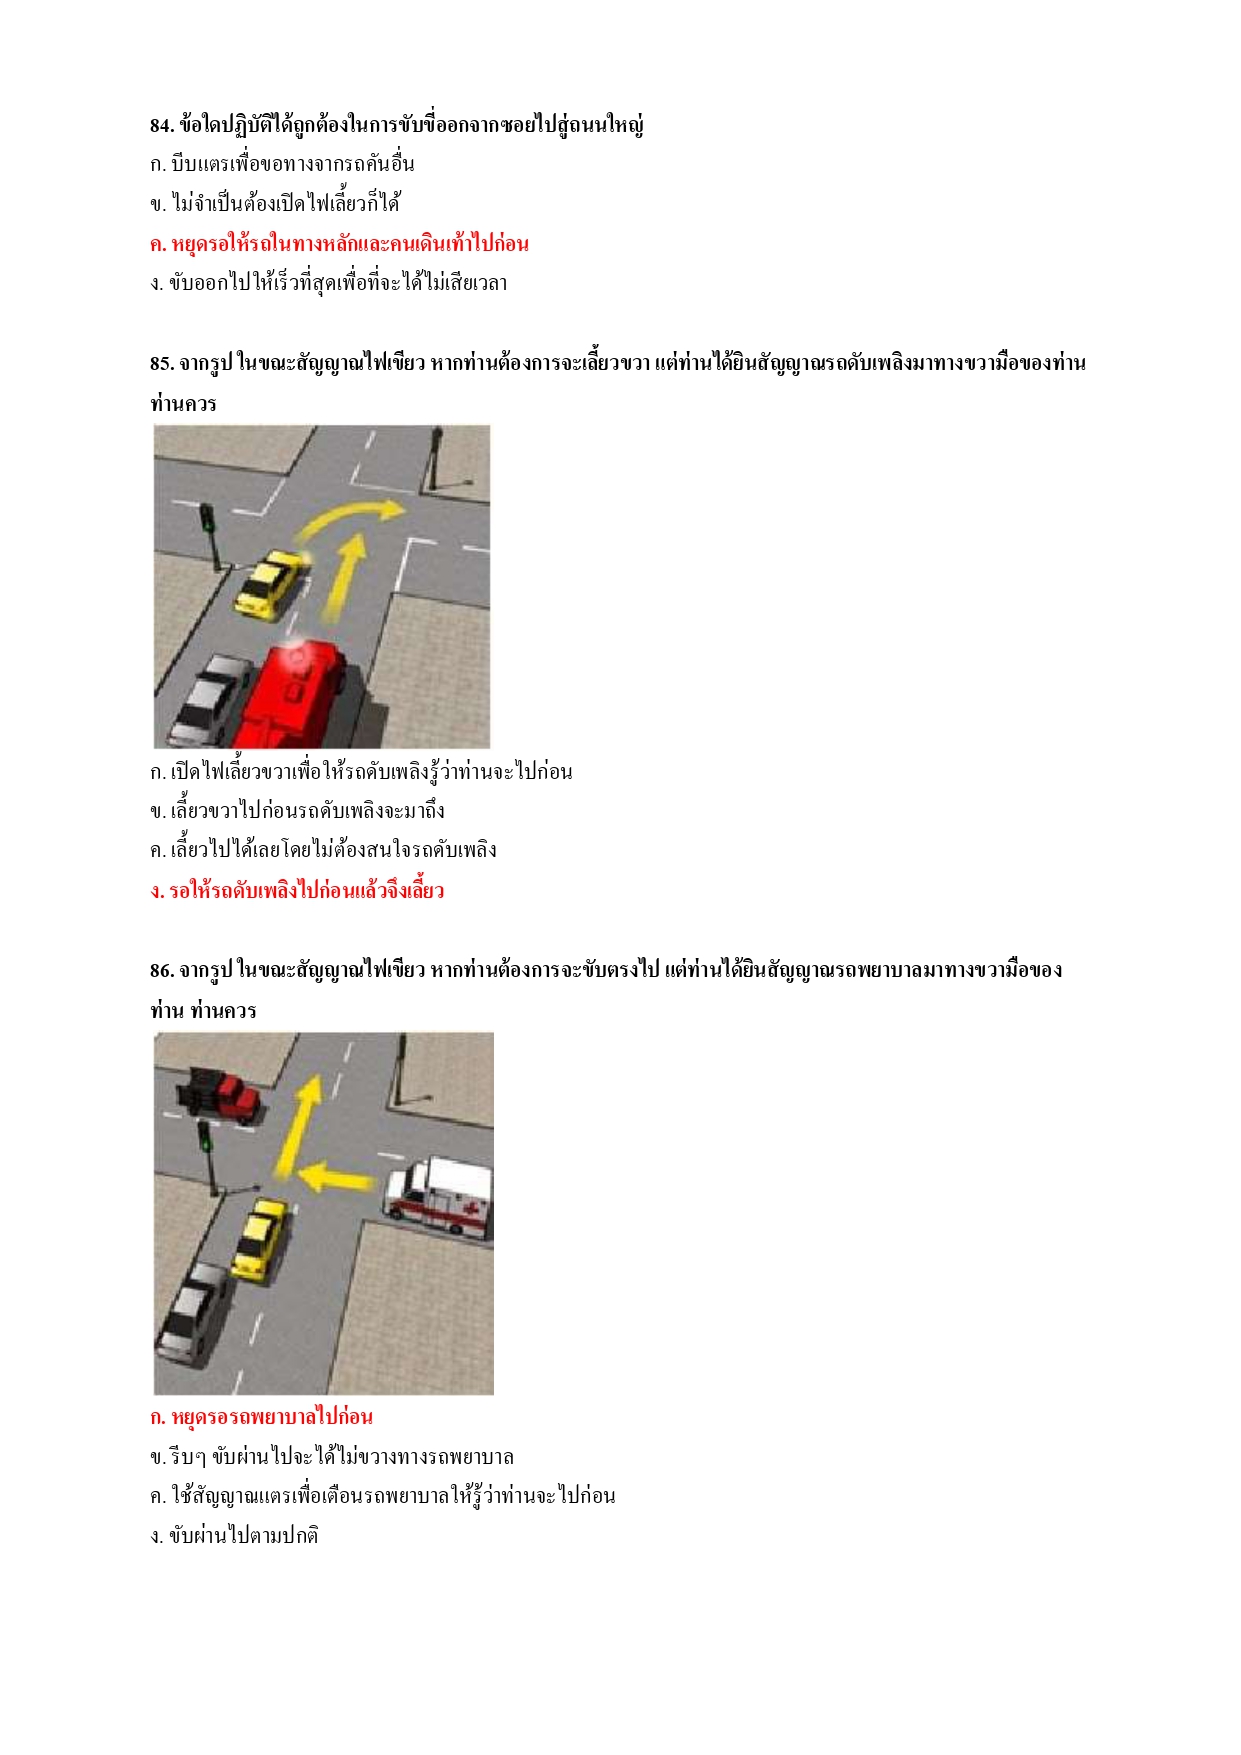 84. ข้อใดปฏิบัติได้ถูกต้องในการขับขี่ออกจากซอยไปสู่ถนนใหญ่
ก. บีบแตรเพื่อขอทางจากรถคันอื่น
ข. ไม่จำเป็นต้องเปิดไฟเลี้ยวก็ได้
ค. หยุดรอให้รถในทางหลักและคนเดินเท้าไปก่อน
ง. ขับออกไปให้เร็วที่สุดเพื่อที่จะได้ไม่เสียเวลา
85. จากรูป ในขณะสัญญาณไฟเขียว หากท่านต้องการจะเลี้ยวขวา แต่ท่านได้ยินสัญญาณรถดับเพลิงมาทางขวามือของท่าน
ท่านควร
ก. เปิดไฟเลี้ยวขวาเพื่อให้รถดับเพลิงรู้ว่าท่านจะไปก่อน
ข. เลี้ยวขวาไปก่อนรถดับเพลิงจะมาถึง
ค. เลี้ยวไปได้เลยโดยไม่ต้องสนใจรถดับเพลิง
ง. รอให้รถดับเพลิงไปก่อนแล้วจึงเลี้ยว
86. จากรูป ในขณะสัญญาณไฟเขียว หากท่านต้องการจะขับตรงไป แต่ท่านได้ยินสัญญาณรถพยาบาลมาทางขวามือของ
ท่าน ท่านควร
ก. หยุดรอรถพยาบาลไปก่อน
ข. รีบๆ ขับผ่านไปจะได้ไม่ขวางทางรถพยาบาล
ค. ใช้สัญญาณแตรเพื่อเตือนรถพยาบาลให้รู้ว่าท่านจะไปก่อน
ง. ขับผ่านไปตามปกติ